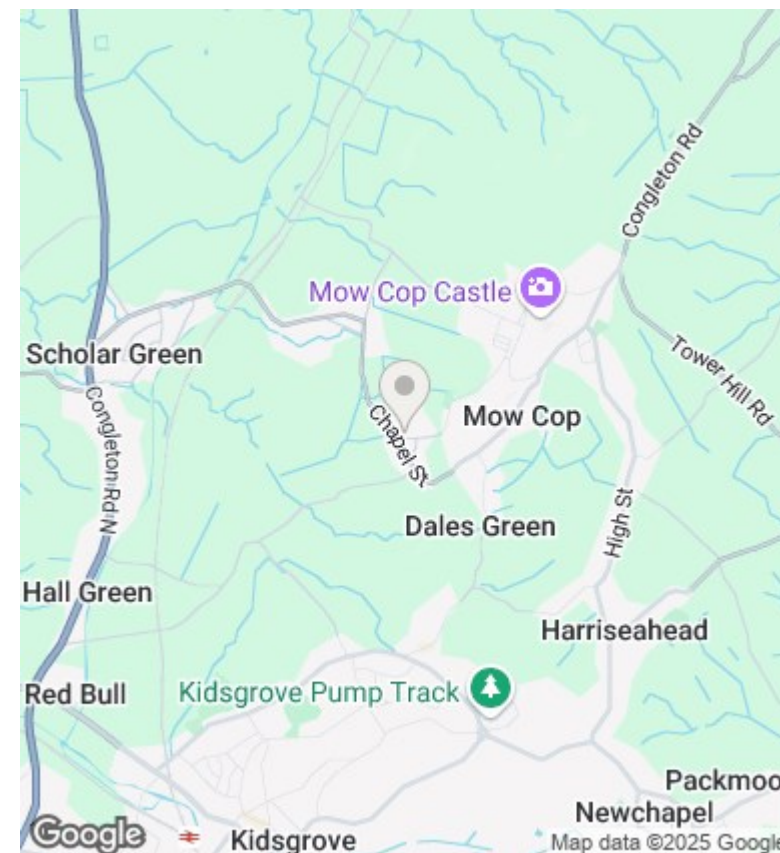 Congleton Rd
Mow Cop Castle
Scholar Green
Tower Hill Rd
Congleton Rd N
Chapel St
Mow Cop
High St
Dales Green
Hall Green
Harriseahead
Red Bull
Kidsgrove Pump Track
Packmoo
Newchapel
Google
Kidsgrove
Map data ©2025 Google